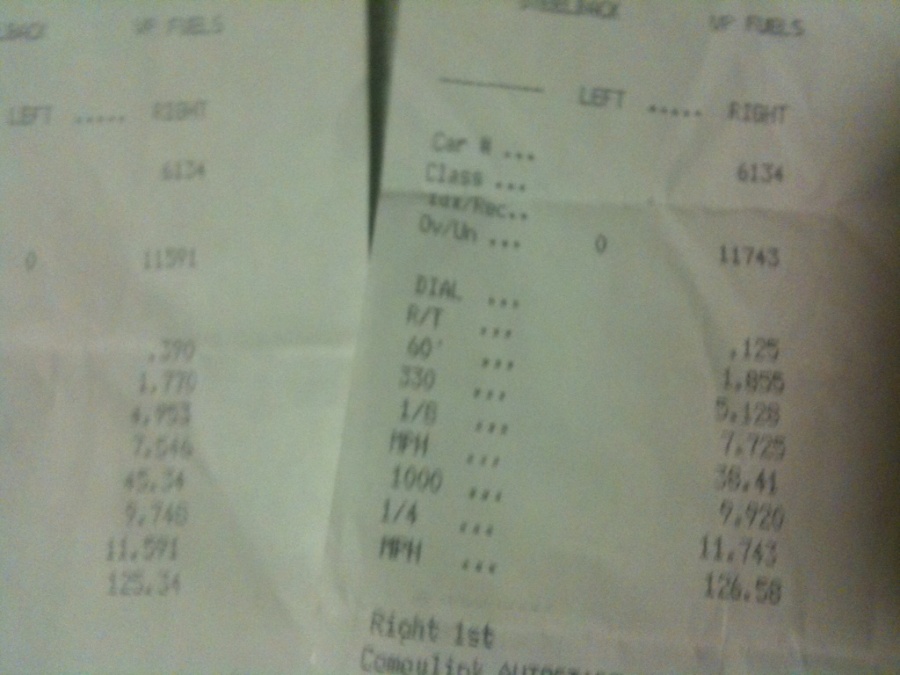 VP FUELS
LEFT ..... RIGHT
6134
0 11591
.390
1.770
4.953
7.546
45.34
9.748
11.591
125.34
VP FUELS
LEFT ..... RIGHT
Car # ...
Class ... 6134
Ov/Un ... 0 11743
DIAL ...
R/T ... .125
60' ... 1.855
330 ... 5.128
1/8 ... 7.725
MPH ... 38.41
1000 ... 9.920
1/4 ... 11.743
MPH ... 126.58
Right 1st
Compulink